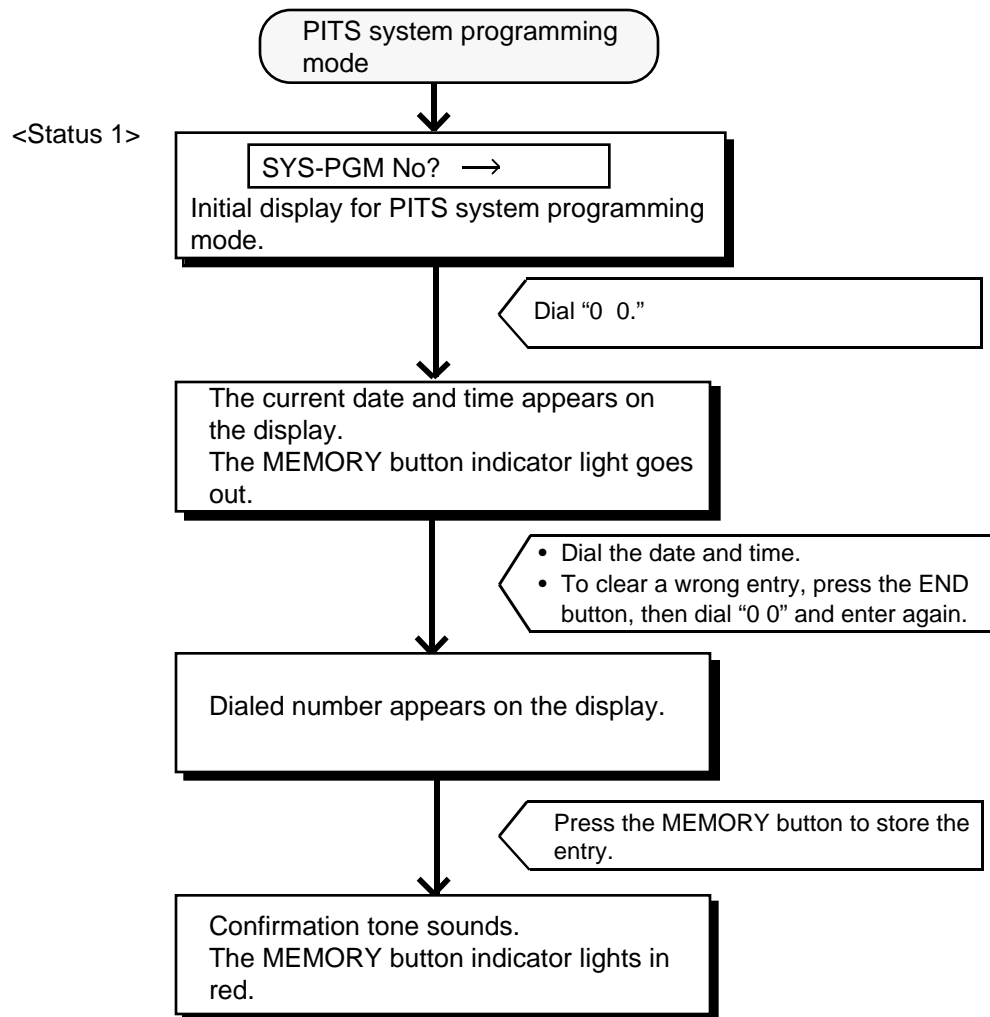 PITS system programming
mode
<Status 1>
SYS-PGM No? →
Initial display for PITS system programming
mode.
Dial “0 0.”
The current date and time appears on
the display.
The MEMORY button indicator light goes
out.
• Dial the date and time.
• To clear a wrong entry, press the END
button, then dial “0 0” and enter again.
Dialed number appears on the display.
Press the MEMORY button to store the
entry.
Confirmation tone sounds.
The MEMORY button indicator lights in
red.